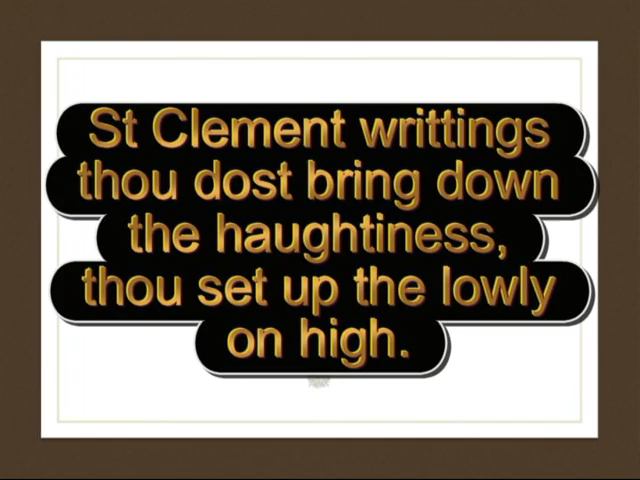 St Clement writtings
thou dost bring down
the haughtiness,
thou set up the lowly
on high.